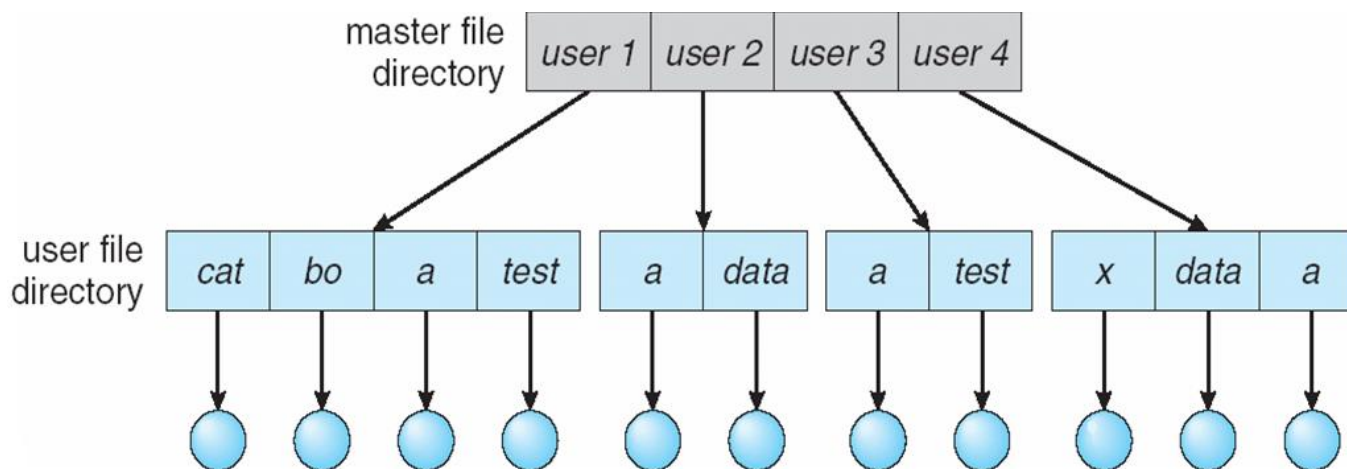 master file
directory
user 1 user 2 user 3 user 4
user file
directory
cat bo a test a data a test x data a